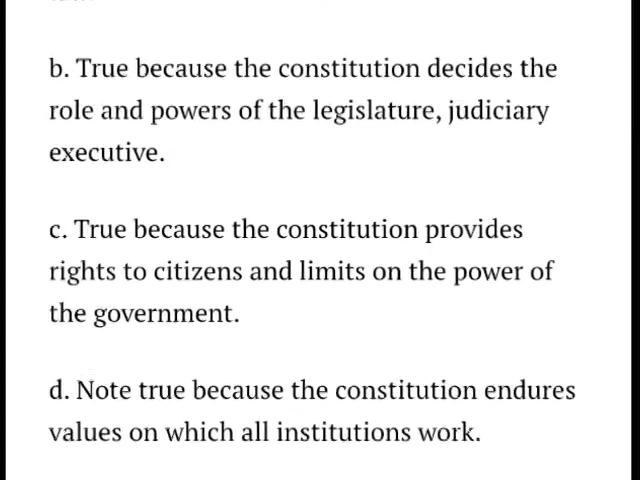 b. True because the constitution decides the
role and powers of the legislature, judiciary
executive.
c. True because the constitution provides
rights to citizens and limits on the power of
the government.
d. Note true because the constitution endures
values on which all institutions work.